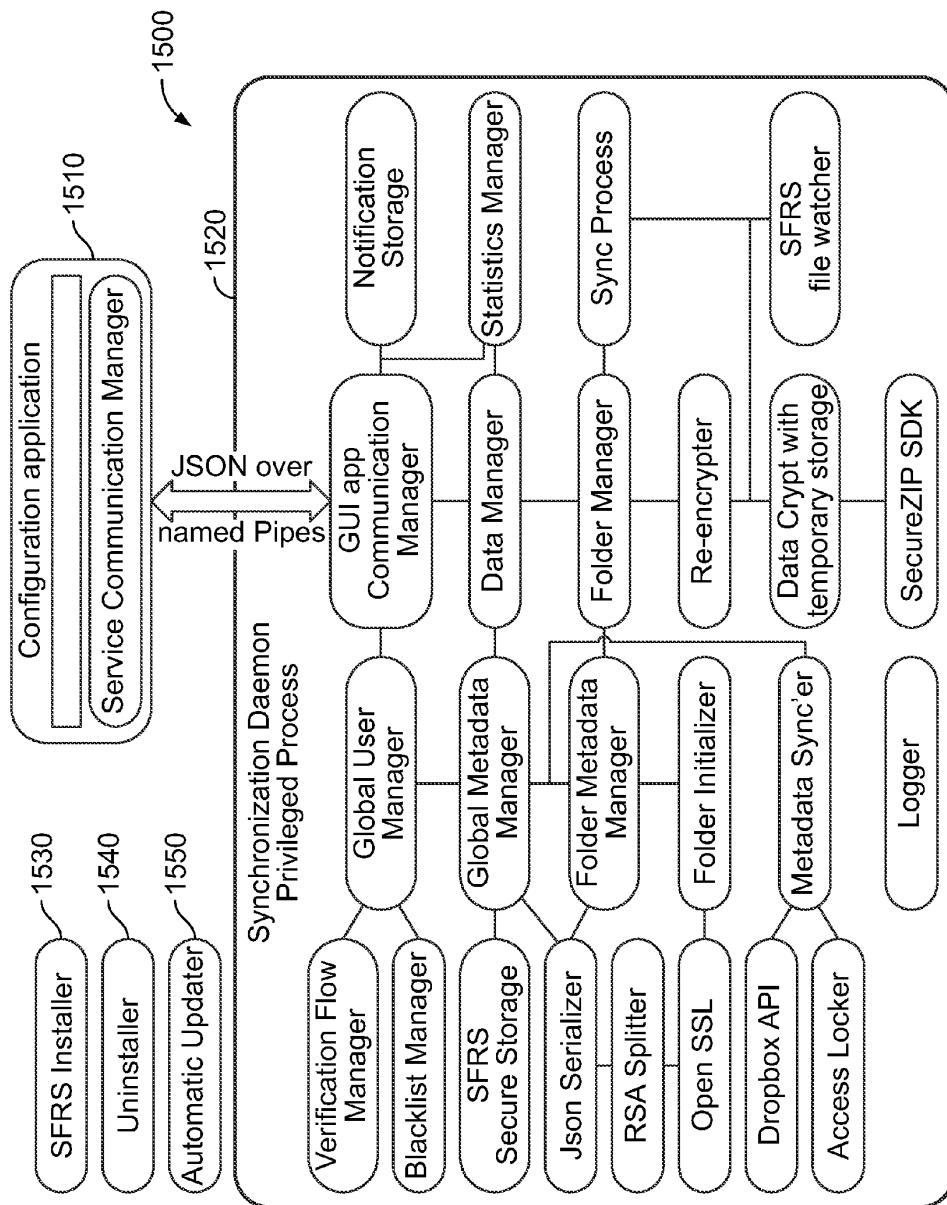 1500
SFRS Installer
1530
Uninstaller
1540
Automatic Updater
1550
Configuration application
1510
Service Communication Manager
JSON over
named Pipes
1520
Synchronization Daemon
Privileged Process
Verification Flow
Manager
Blacklist Manager
SFRS
Secure Storage
Json Serializer
RSA Splitter
Open SSL
Dropbox API
Access Locker
Global User
Manager
Global Metadata
Manager
Folder Metadata
Manager
Folder Initializer
Metadata Sync'er
Logger
GUI app
Communication
Manager
Data Manager
Folder Manager
Re-encrypter
Data Crypt with
temporary storage
SecureZIP SDK
Notification
Storage
Statistics Manager
Sync Process
SFRS
file watcher